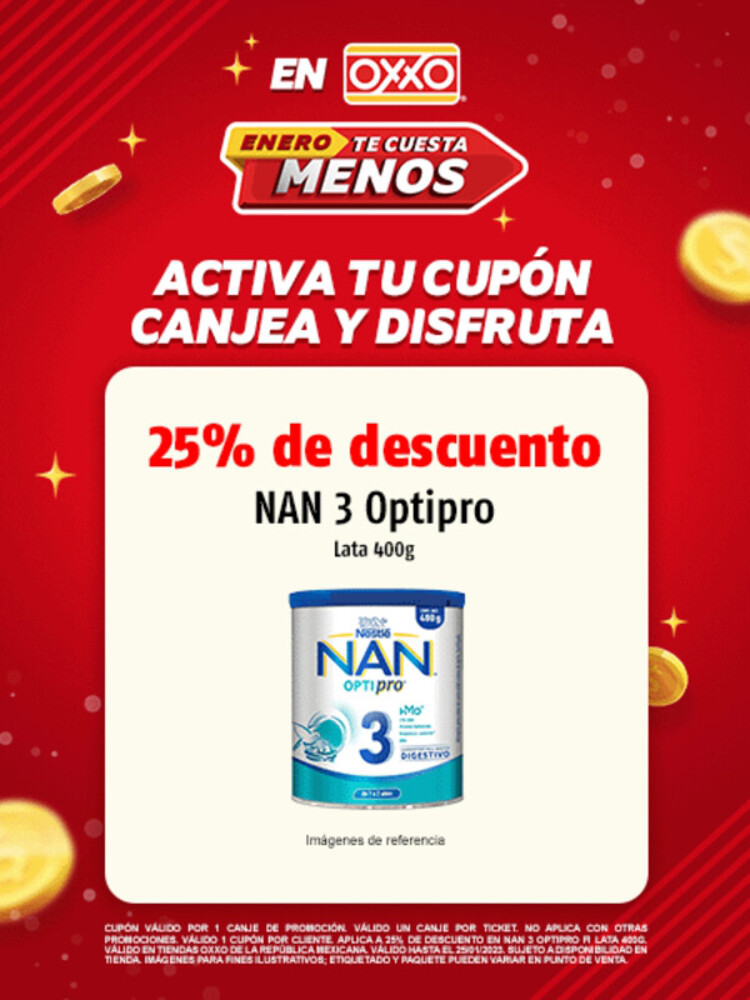 EN OXXO
ENERO TE CUESTA
MENOS
ACTIVA TU CUPÓN
CANJEA Y DISFRUTA
25% de descuento
NAN 3 Optipro
Lata 400g
400g
Nestlé
NAN
OPTIpro
HMO
3
DIGESTIVO
Imágenes de referencia
CUPÓN VÁLIDO POR 1 CANJE DE PROMOCIÓN. VÁLIDO UN CANJE POR TICKET. NO APLICA CON OTRAS
PROMOCIONES. VÁLIDO 1 CUPÓN POR CLIENTE. APLICA A 25% DE DESCUENTO EN NAN 3 OPTIPRO FI LATA 400G.
VÁLIDO EN TIENDAS OXXO DE LA REPÚBLICA MEXICANA. VÁLIDO HASTA EL 25/01/2023. SUJETO A DISPONIBILIDAD EN
TIENDA. IMÁGENES PARA FINES ILUSTRATIVOS; ETIQUETADO Y PAQUETE PUEDEN VARIAR EN PUNTO DE VENTA.